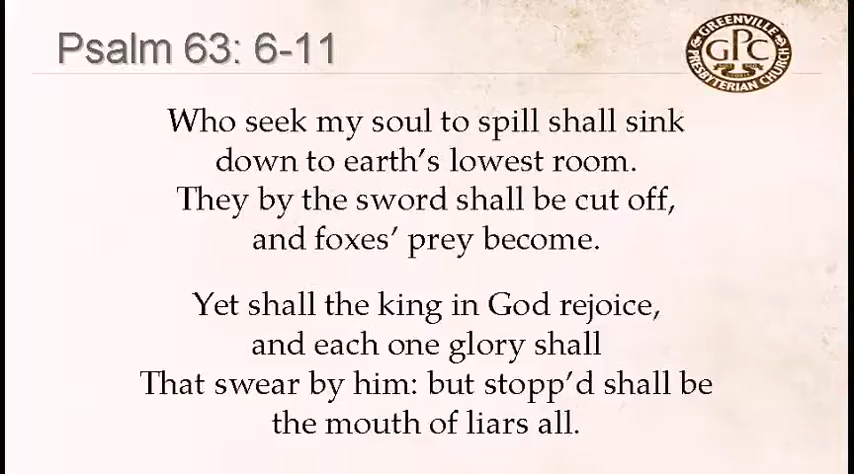 Psalm 63: 6-11
GREENVILLE
GPC
PRESBYTERIAN CHURCH
Who seek my soul to spill shall sink
down to earth's lowest room.
They by the sword shall be cut off,
and foxes' prey become.
Yet shall the king in God rejoice,
and each one glory shall
That swear by him: but stopp'd shall be
the mouth of liars all.